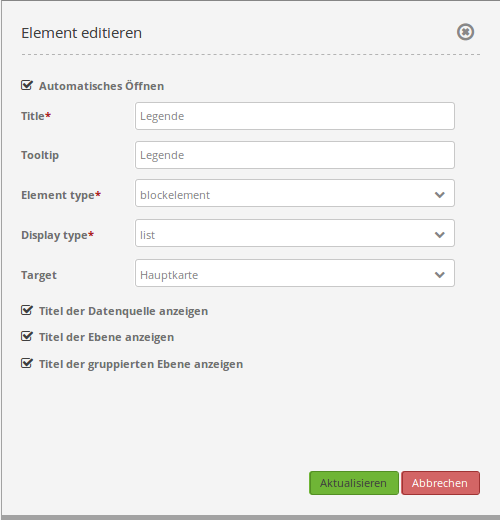 Element editieren
Automatisches Öffnen
Title* Legende
Tooltip Legende
Element type* blockelement
Display type* list
Target Hauptkarte
Titel der Datenquelle anzeigen
Titel der Ebene anzeigen
Titel der gruppierten Ebene anzeigen
Aktualisieren Abbrechen